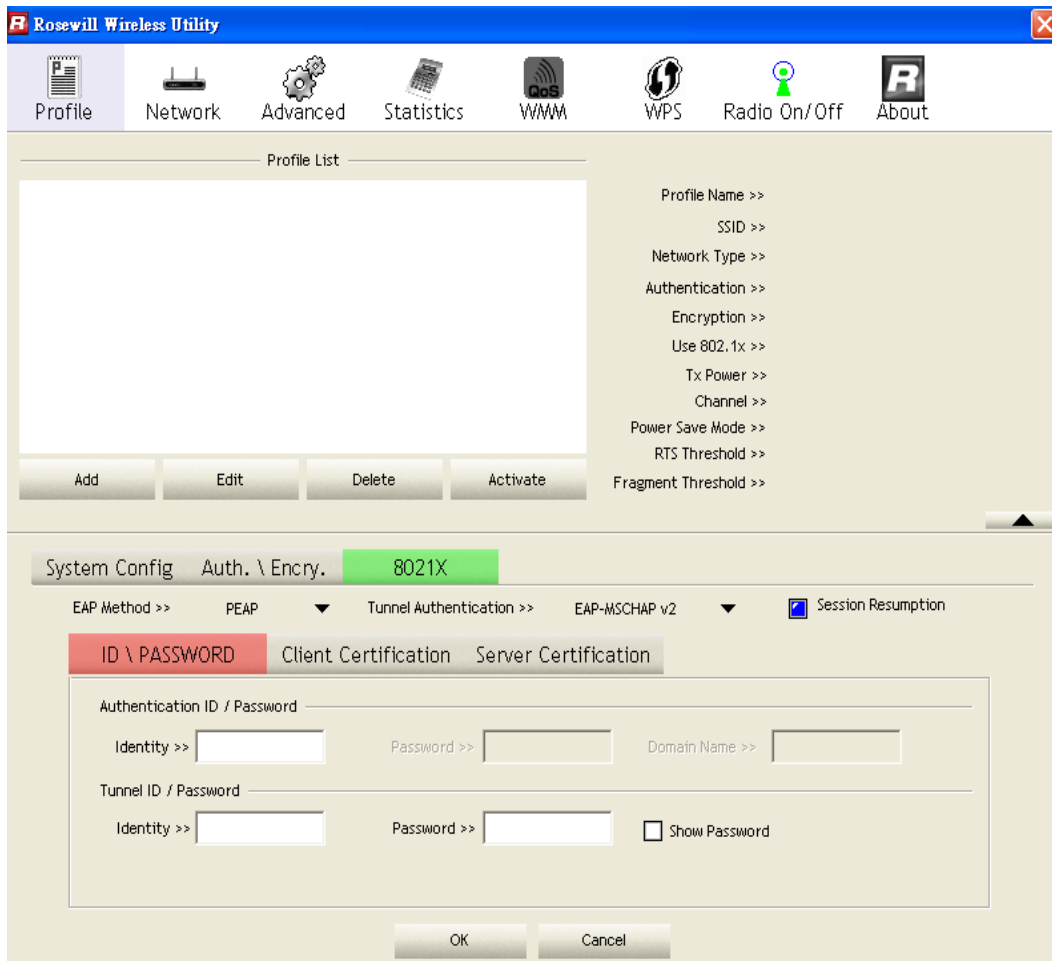 R Rosewill Wireless Utility
Profile Network Advanced Statistics WMM WPS Radio On/Off About
QoS
Profile List
Profile Name >>
SSID >>
Network Type >>
Authentication >>
Encryption >>
Use 802.1x >>
Tx Power >>
Channel >>
Power Save Mode >>
RTS Threshold >>
Fragment Threshold >>
Add Edit Delete Activate
System Config Auth. \ Encry. 8021X
EAP Method >> PEAP Tunnel Authentication >> EAP-MSCHAP v2 Session Resumption
ID \ PASSWORD Client Certification Server Certification
Authentication ID / Password
Identity >> Password >> Domain Name >>
Tunnel ID / Password
Identity >> Password >> Show Password
OK Cancel